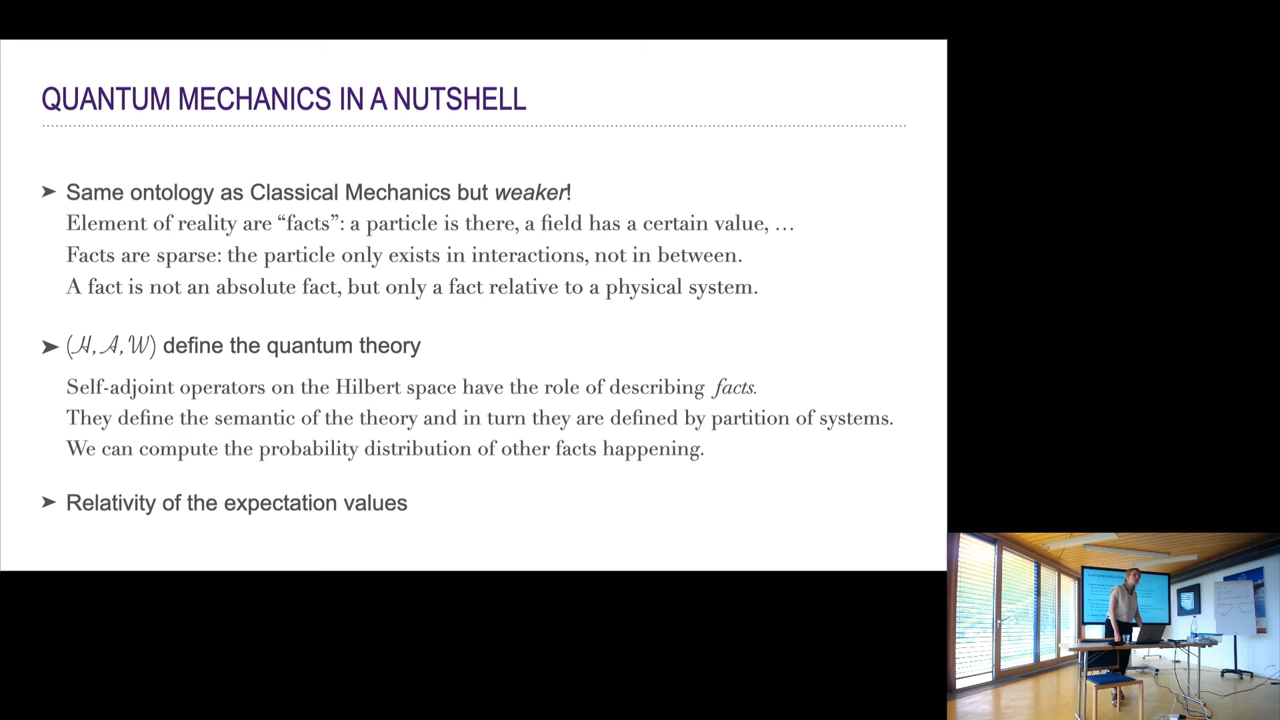 QUANTUM MECHANICS IN A NUTSHELL
➤ Same ontology as Classical Mechanics but weaker!
Element of reality are “facts”: a particle is there, a field has a certain value, …
Facts are sparse: the particle only exists in interactions, not in between.
A fact is not an absolute fact, but only a fact relative to a physical system.
➤ (ℋ, 𝒜, 𝒲) define the quantum theory
Self-adjoint operators on the Hilbert space have the role of describing facts.
They define the semantic of the theory and in turn they are defined by partition of systems.
We can compute the probability distribution of other facts happening.
➤ Relativity of the expectation values